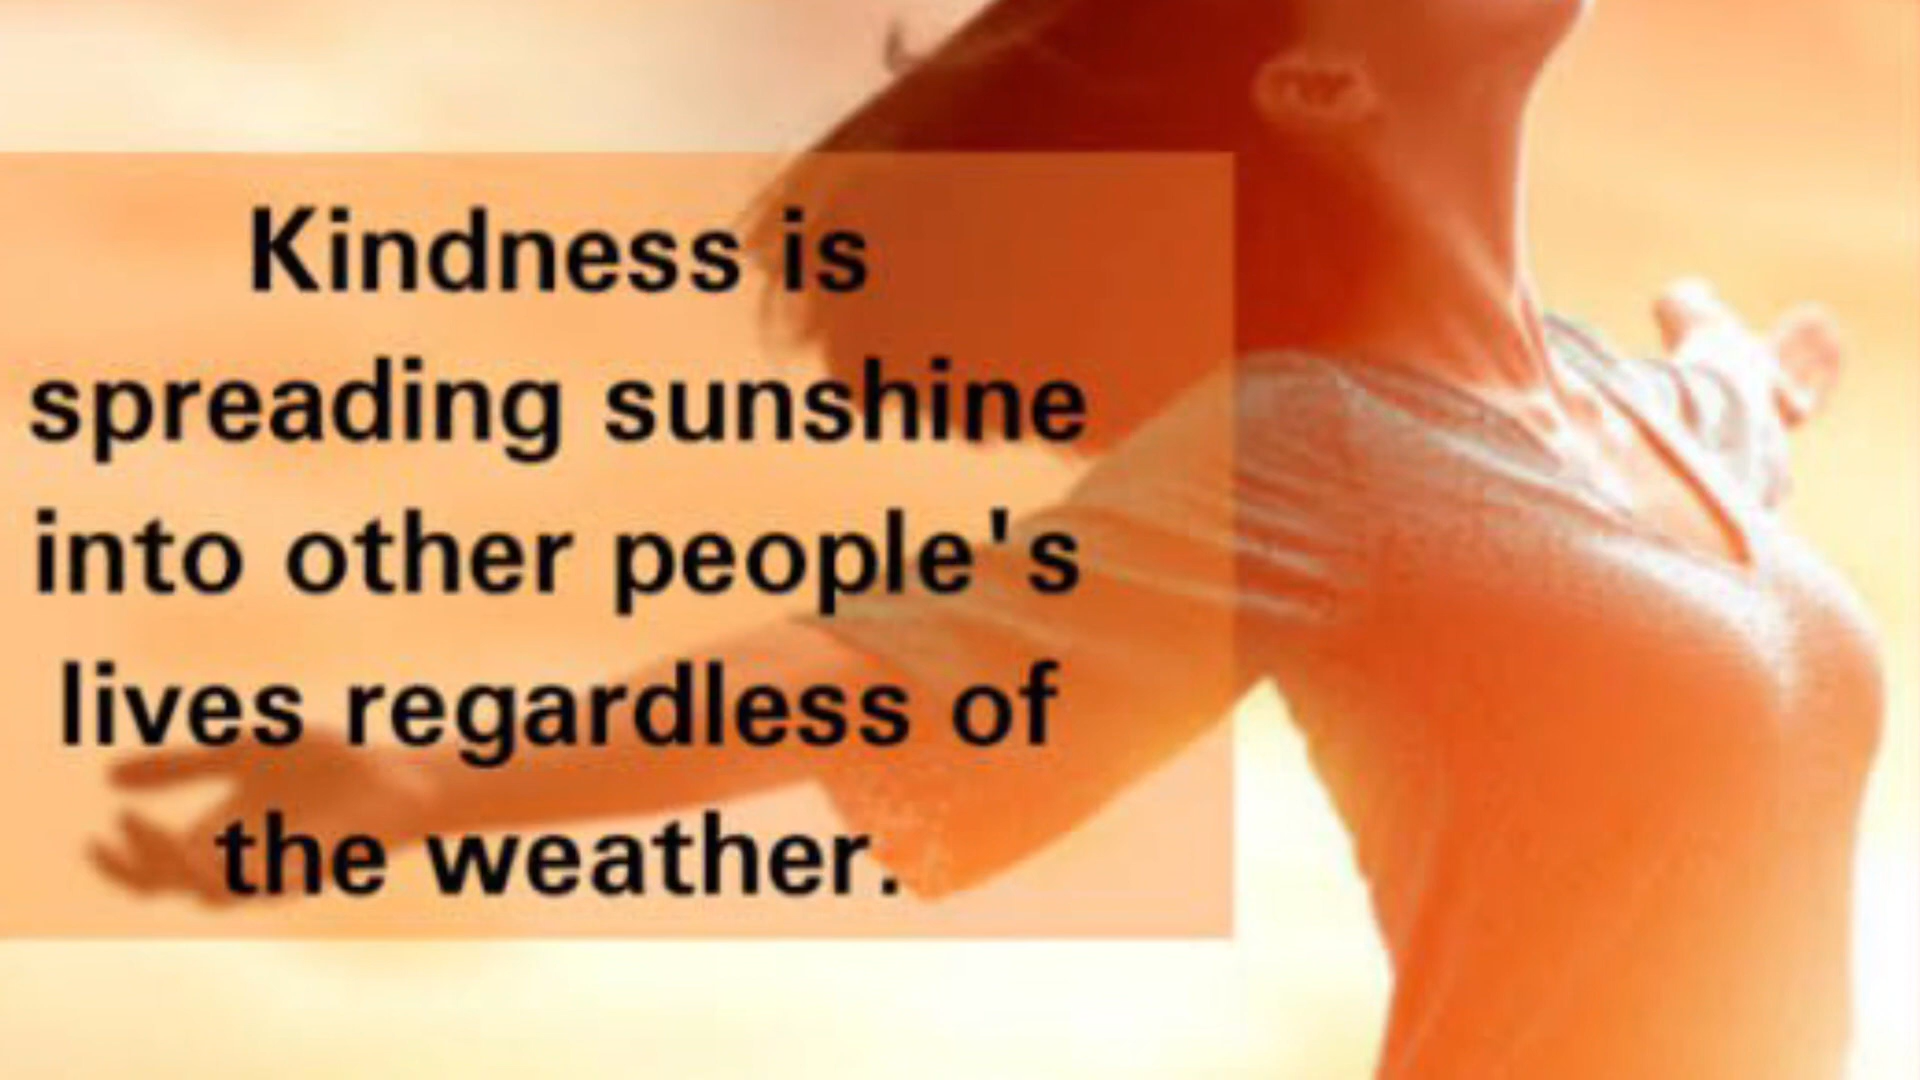 Kindness is
spreading sunshine
into other people's
lives regardless of
the weather.